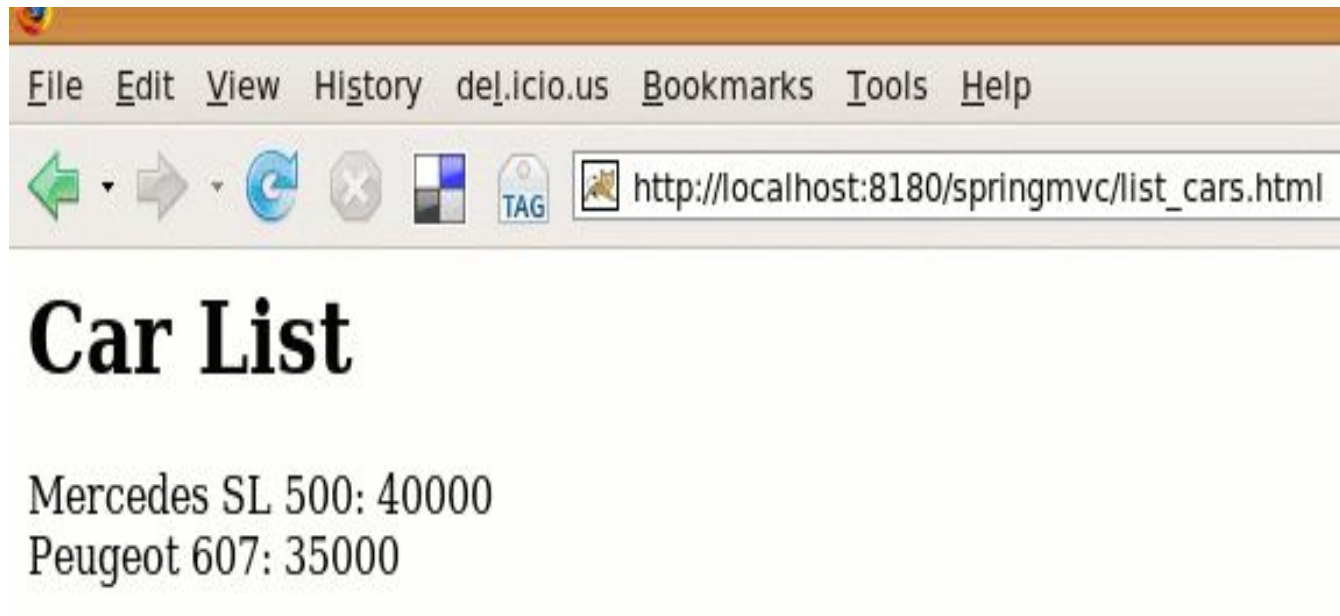 File Edit View History del.icio.us Bookmarks Tools Help
TAG http://localhost:8180/springmvc/list_cars.html
Car List
Mercedes SL 500: 40000
Peugeot 607: 35000